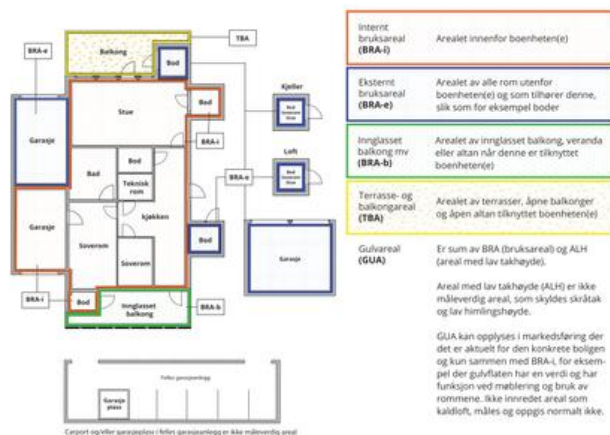 TBA
BRA-e
Balkong
Bod
Kjeller
Stue
Bod
Garasje
BRA-i
Loft
Bod
Bad
Teknisk
rom
BRA-e
kjøkken
Garasje
Soverom
Bod
Garasje
Soverom
BRA-i
Bod
Innglasset
balkong
BRA-b
Felles garasjeanlegg
Garasje
plass
Carport og/eller garasjeplass i felles garasjeanlegg er ikke måleverdig areal
Internt
bruksareal
(BRA-i)
Arealet innenfor boenheten(e)
Eksternt
bruksareal
(BRA-e)
Arealet av alle rom utenfor
boenheten(e) og som tilhører denne,
slik som for eksempel boder
Innglasset
balkong mv
(BRA-b)
Arealet av innglasset balkong, veranda
eller altan når denne er tilknyttet
boenheten(e)
Terrasse- og
balkongareal
(TBA)
Arealet av terrasser, åpne balkonger
og åpen altan tilknyttet boenheten(e)
Gulvareal
(GUA)
Er sum av BRA (bruksareal) og ALH
(areal med lav takhøyde).
Areal med lav takhøyde (ALH) er ikke
måleverdig areal, som skyldes skråtak
og lav himlingshøyde.
GUA kan opplyses i markedsføring der
det er aktuelt for den konkrete boligen
og kun sammen med BRA-i, for eksem-
pel der gulvflaten har en verdi og har
funksjon ved møblering og bruk av
rommene. Ikke innredet areal som
kaldloft, måles og oppgis normalt ikke.